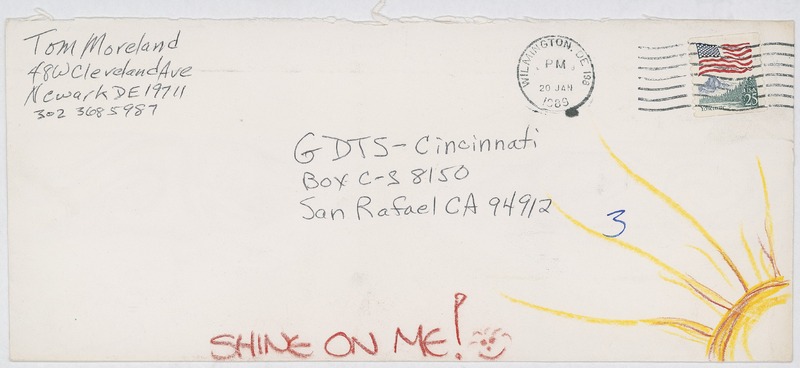 Tom Moreland
48 W Cleveland Ave
Newark DE 19711
302 368 5987
WILMINGTON, DE 198
PM
20 JAN
1989
USA
25
GDTS - Cincinnati
Box C-S 8150
San Rafael CA 94912
3
SHINE ON ME!